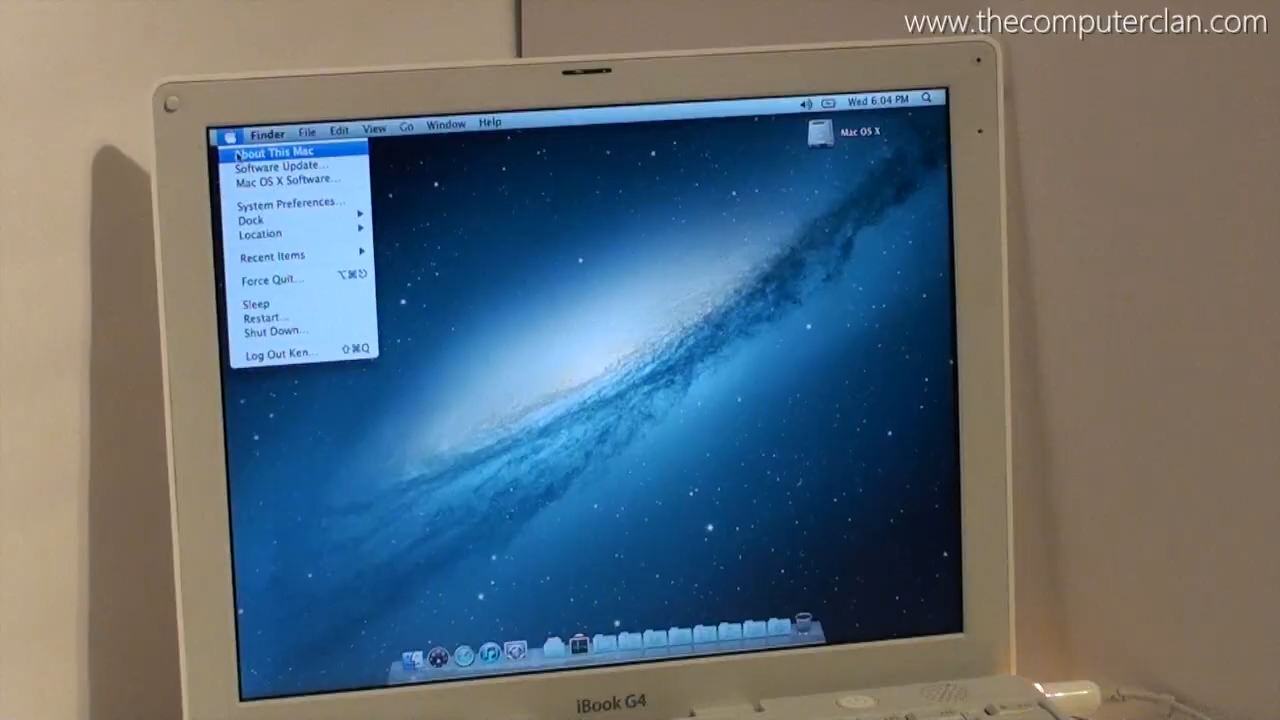 www.thecomputerclan.com
Finder File Edit View Go Window Help
Wed 6:04 PM
Mac OS X
About This Mac
Software Update...
Mac OS X Software...
System Preferences...
Dock
Location
Recent Items
Force Quit... ⌥⌘⎋
Sleep
Restart...
Shut Down...
Log Out Ken... ⇧⌘Q
iBook G4